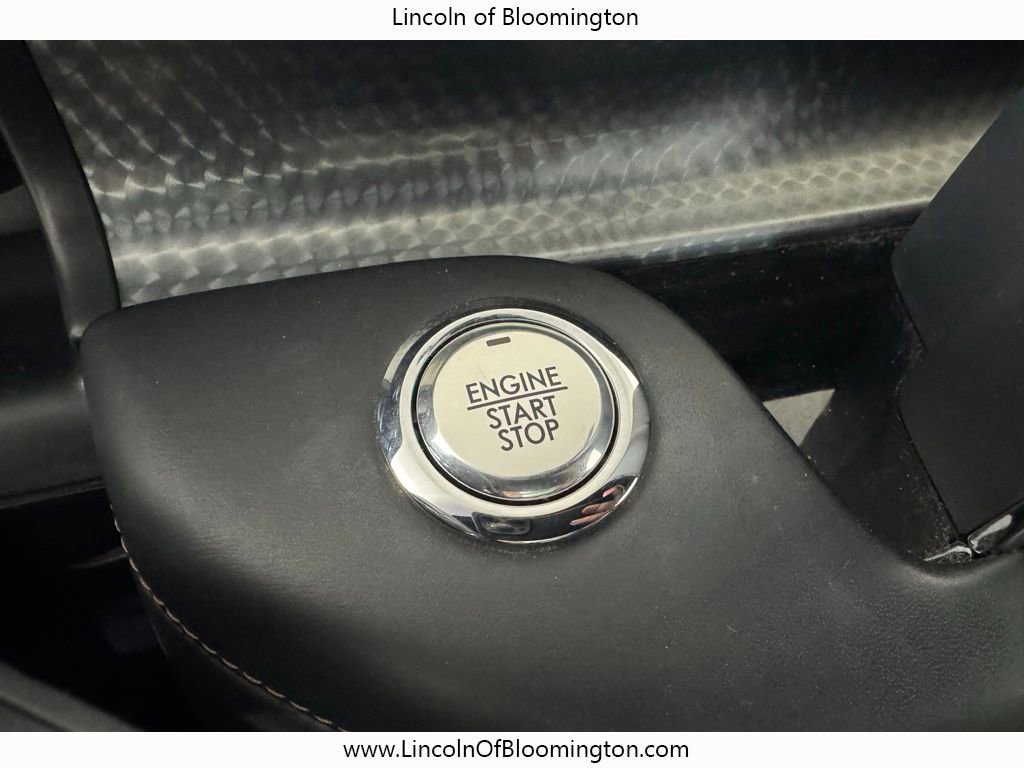 Lincoln of Bloomington
ENGINE
START
STOP
www.LincolnOfBloomington.com